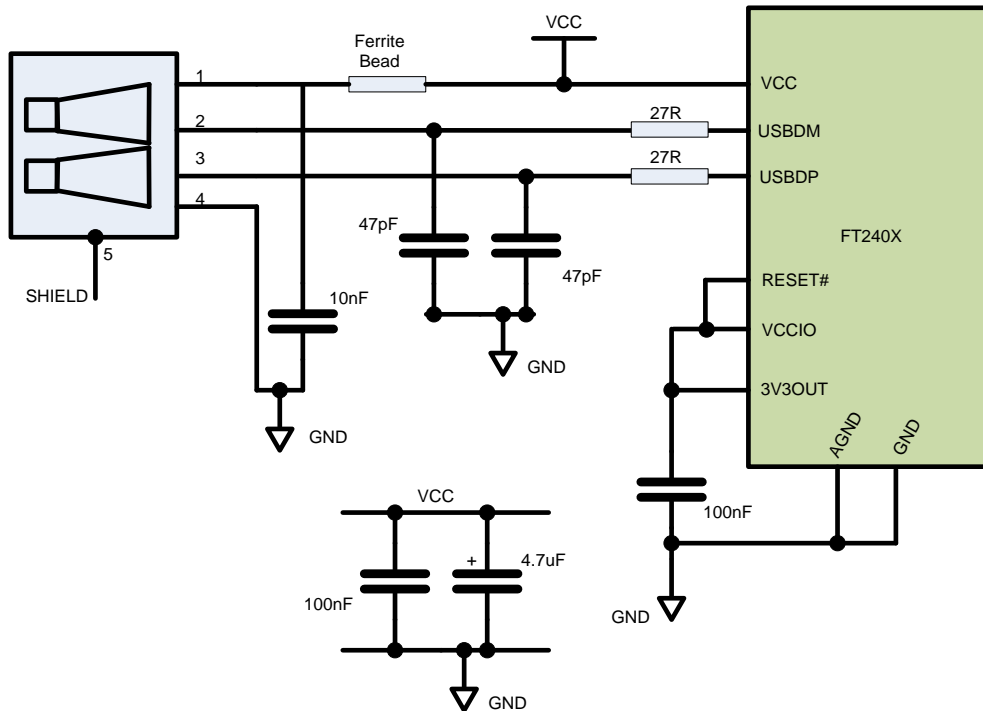 VCC
Ferrite
Bead
1
VCC
27R
2
USBDM
27R
3
USBDP
4
47pF
FT240X
5
47pF
SHIELD
10nF
RESET#
VCCIO
GND
3V3OUT
GND
AGND
GND
VCC
100nF
+
4.7uF
100nF
GND
GND